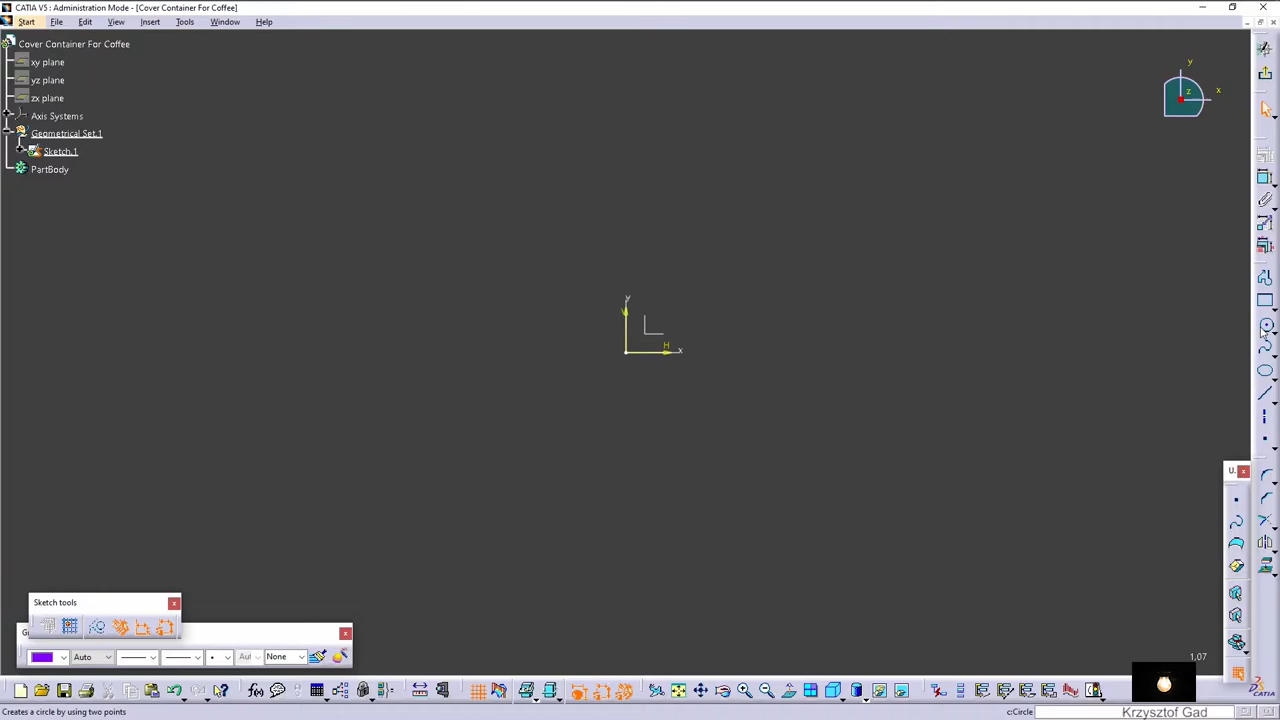 CATIA V5 : Administration Mode - [Cover Container For Coffee]
Start File Edit View Insert Tools Window Help
Cover Container For Coffee
xy plane
yz plane
zx plane
Axis Systems
Geometrical Set.1
Sketch.1
PartBody
y
x
z
y
V
H
x
U.
Sketch tools
Auto
Aut
None
1,07
Creates a circle by using two points
c:Circle
Krzysztof Gad